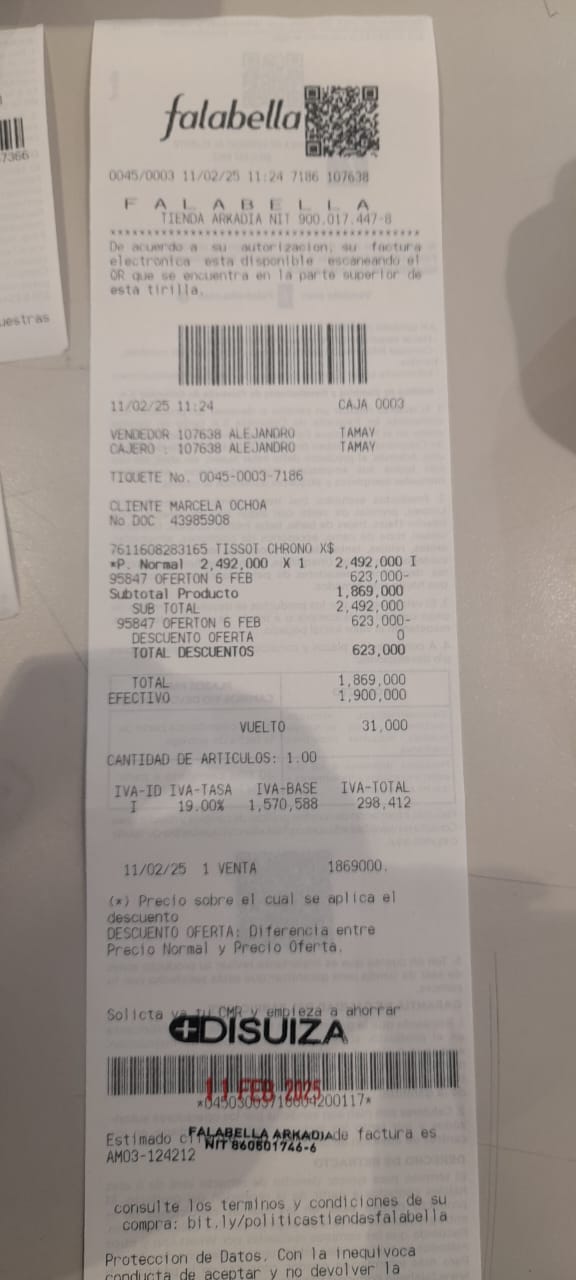 falabella
0045/0003 11/02/25 11:24 7186 107638
F A L A B E L L A
TIENDA ARKADIA NIT 900.017.447-8
De acuerdo a su autorizacion, su factura
electronica esta disponible escaneando el
QR que se encuentra en la parte superior de
esta tirilla.
11/02/25 11:24 CAJA 0003
VENDEDOR 107638 ALEJANDRO TAMAY
CAJERO : 107638 ALEJANDRO TAMAY
TIQUETE No. 0045-0003-7186
CLIENTE MARCELA OCHOA
No DOC 43985908
7611608283165 TISSOT CHRONO X$
*P. Normal 2,492,000 X 1 2,492,000 I
95847 OFERTON 6 FEB 623,000-
Subtotal Producto 1,869,000
SUB TOTAL 2,492,000
95847 OFERTON 6 FEB 623,000-
DESCUENTO OFERTA 0
TOTAL DESCUENTOS 623,000
TOTAL 1,869,000
EFECTIVO 1,900,000
VUELTO 31,000
CANTIDAD DE ARTICULOS: 1.00
IVA-ID IVA-TASA IVA-BASE IVA-TOTAL
I 19.00% 1,570,588 298,412
11/02/25 1 VENTA 1869000.
(*) Precio sobre el cual se aplica el
descuento
DESCUENTO OFERTA: Diferencia entre
Precio Normal y Precio Oferta.
Solicta ya tu CMR y empieza a ahorrar
DISUIZA
11 FEB 2025
Estimado de factura es
FALABELLA ARKADIA
NIT 860501746-6
AM03-124212
consulte los terminos y condiciones de su
compra: bit.ly/politicastiendasfalabella
Proteccion de Datos. Con la inequivoca
conducta de aceptar y no devolver la
7366
uestras